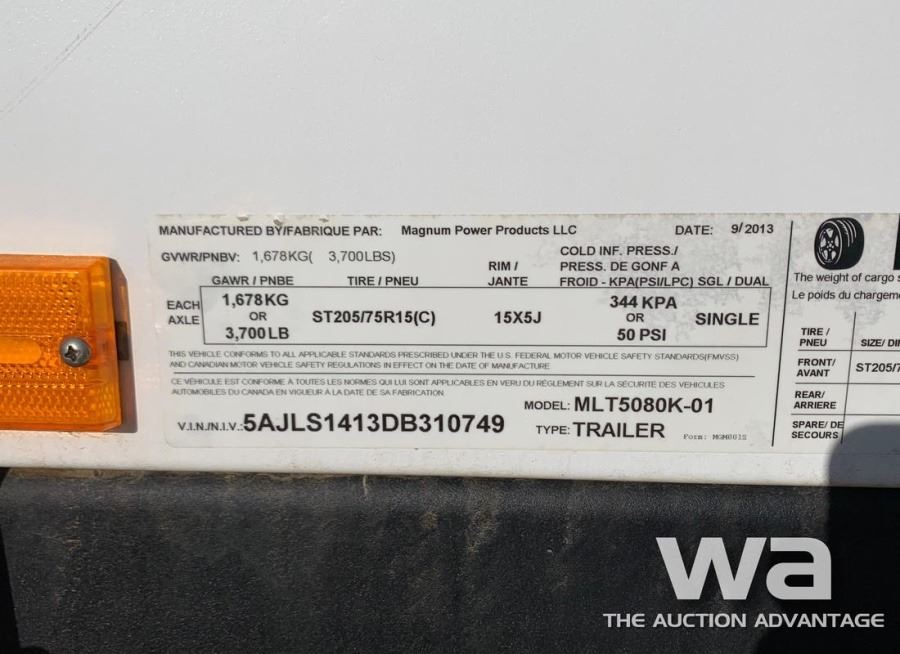 MANUFACTURED BY/FABRIQUE PAR: Magnum Power Products LLC DATE: 9/2013
GVWR/PNBV: 1,678KG( 3,700LBS)
COLD INF. PRESS./
RIM / PRESS. DE GONF A
GAWR / PNBE TIRE / PNEU JANTE FROID - KPA(PSI/LPC) SGL / DUAL
EACH AXLE
1,678KG 344 KPA
OR ST205/75R15(C) 15X5J OR SINGLE
3,700LB 50 PSI
THIS VEHICLE CONFORMS TO ALL APPLICABLE STANDARDS PRESCRIBED UNDER THE U.S. FEDERAL MOTOR VEHICLE SAFETY STANDARDS(FMVSS)
AND CANADIAN MOTOR VEHICLE SAFETY REGULATIONS IN EFFECT ON THE DATE OF MANUFACTURE
CE VÉHICULE EST CONFORME À TOUTES LES NORMES QUI LUI SONT APPLICABLES EN VERU DU RÈGLEMENT SUR LA SÉCURITÉ DES VÉHICULES
AUTOMOBILES DU CANADA EN VIGUEUR À LA DATE DE SA FABRICATION
MODEL: MLT5080K-01
V.I.N./N.I.V.: 5AJLS1413DB310749 TYPE: TRAILER Form: MGM001S
The weight of cargo
Le poids du
TIRE /
PNEU SIZE/
FRONT/
AVANT ST205/7
REAR/
ARRIERE
SPARE/ DE
SECOURS
wa
THE AUCTION ADVANTAGE